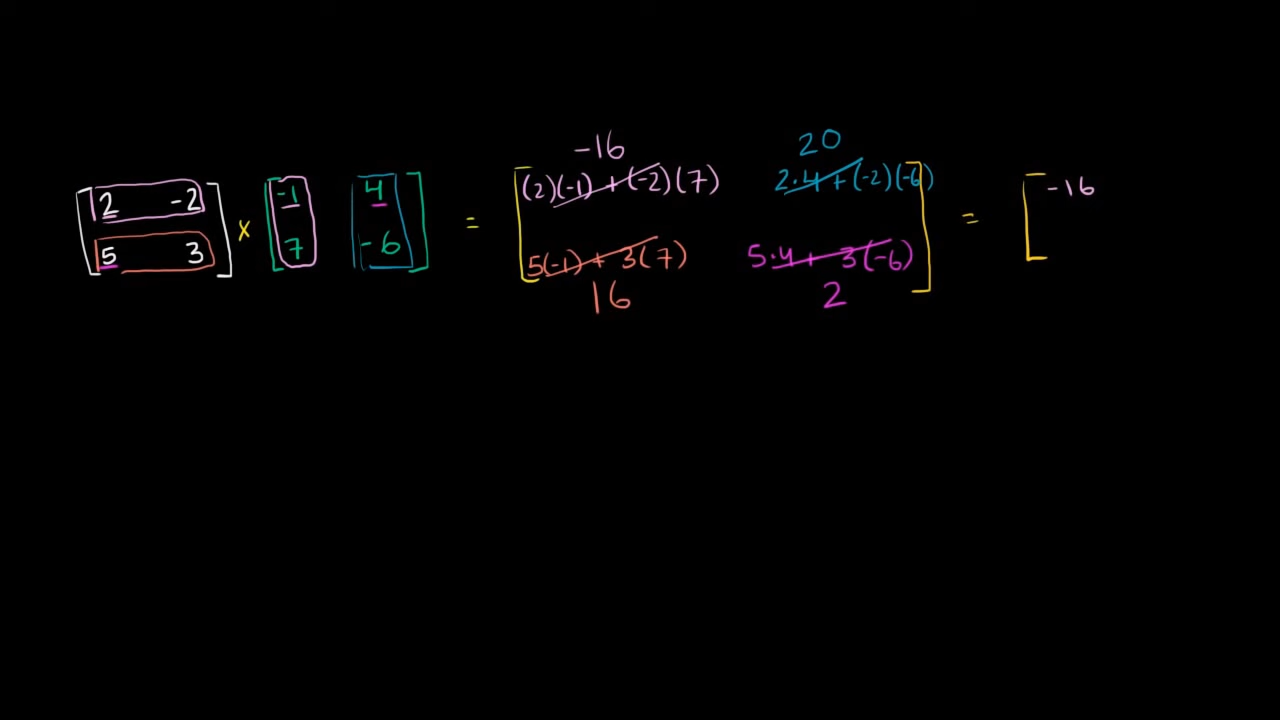 -16 20
[2 -2] × [-1 4] = [(2)(-1) + (-2)(7) 2·4 + (-2)(-6)] = [-16
5 3 7 -6 5(-1) + 3(7) 5·4 + 3(-6)
16 2